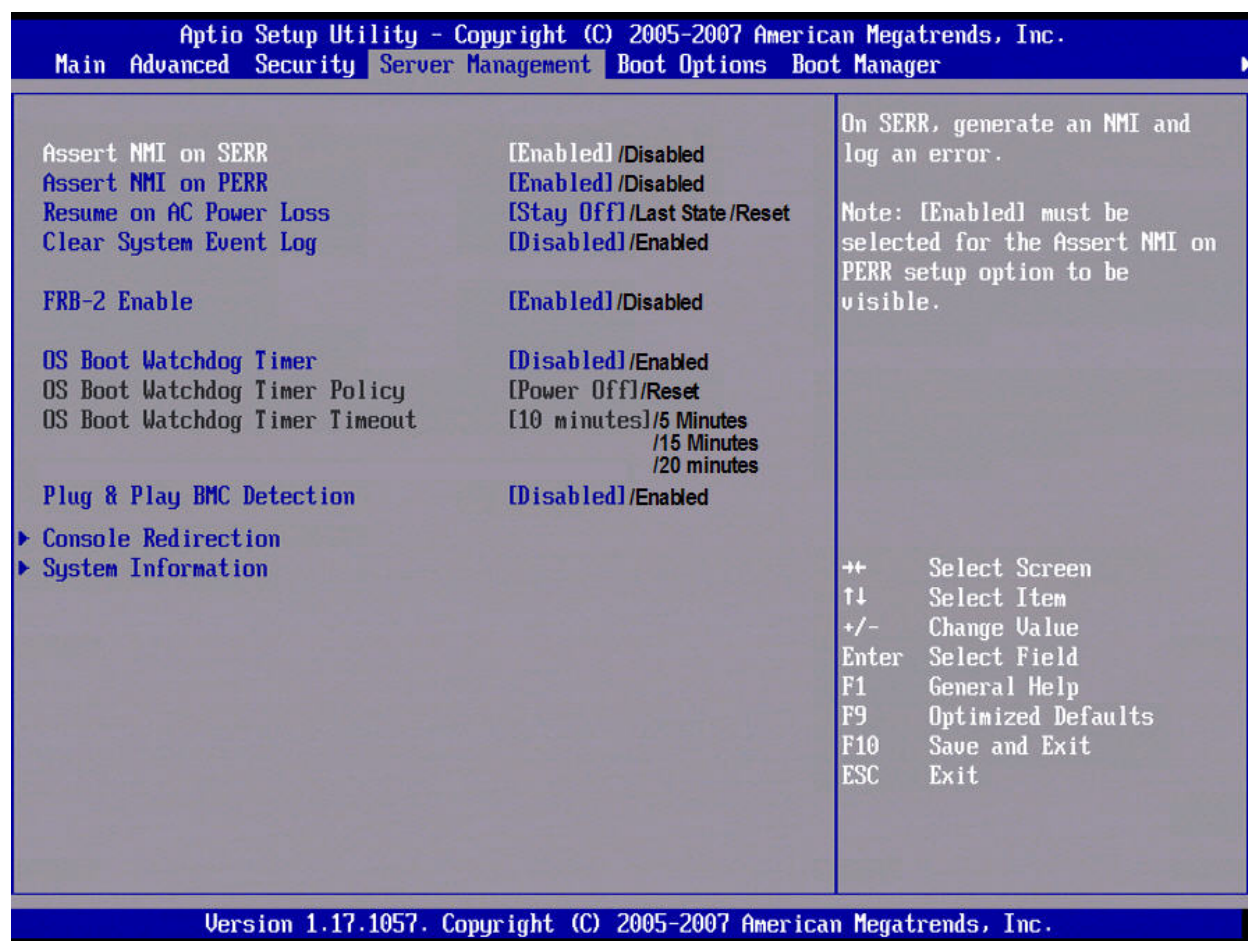 Aptio Setup Utility - Copyright (C) 2005-2007 American Megatrends, Inc.
Main Advanced Security Server Management Boot Options Boot Manager
Assert NMI on SERR [Enabled] /Disabled
Assert NMI on PERR [Enabled] /Disabled
Resume on AC Power Loss [Stay Off] /Last State /Reset
Clear System Event Log [Disabled] /Enabled
FRB-2 Enable [Enabled] /Disabled
OS Boot Watchdog Timer [Disabled] /Enabled
OS Boot Watchdog Timer Policy [Power Off]/Reset
OS Boot Watchdog Timer Timeout [10 minutes]/5 Minutes
/15 Minutes
/20 minutes
Plug & Play BMC Detection [Disabled] /Enabled
Console Redirection
System Information
On SERR, generate an NMI and
log an error.
Note: [Enabled] must be
selected for the Assert NMI on
PERR setup option to be
visible.
→← Select Screen
↑↓ Select Item
+/- Change Value
Enter Select Field
F1 General Help
F9 Optimized Defaults
F10 Save and Exit
ESC Exit
Version 1.17.1057. Copyright (C) 2005-2007 American Megatrends, Inc.